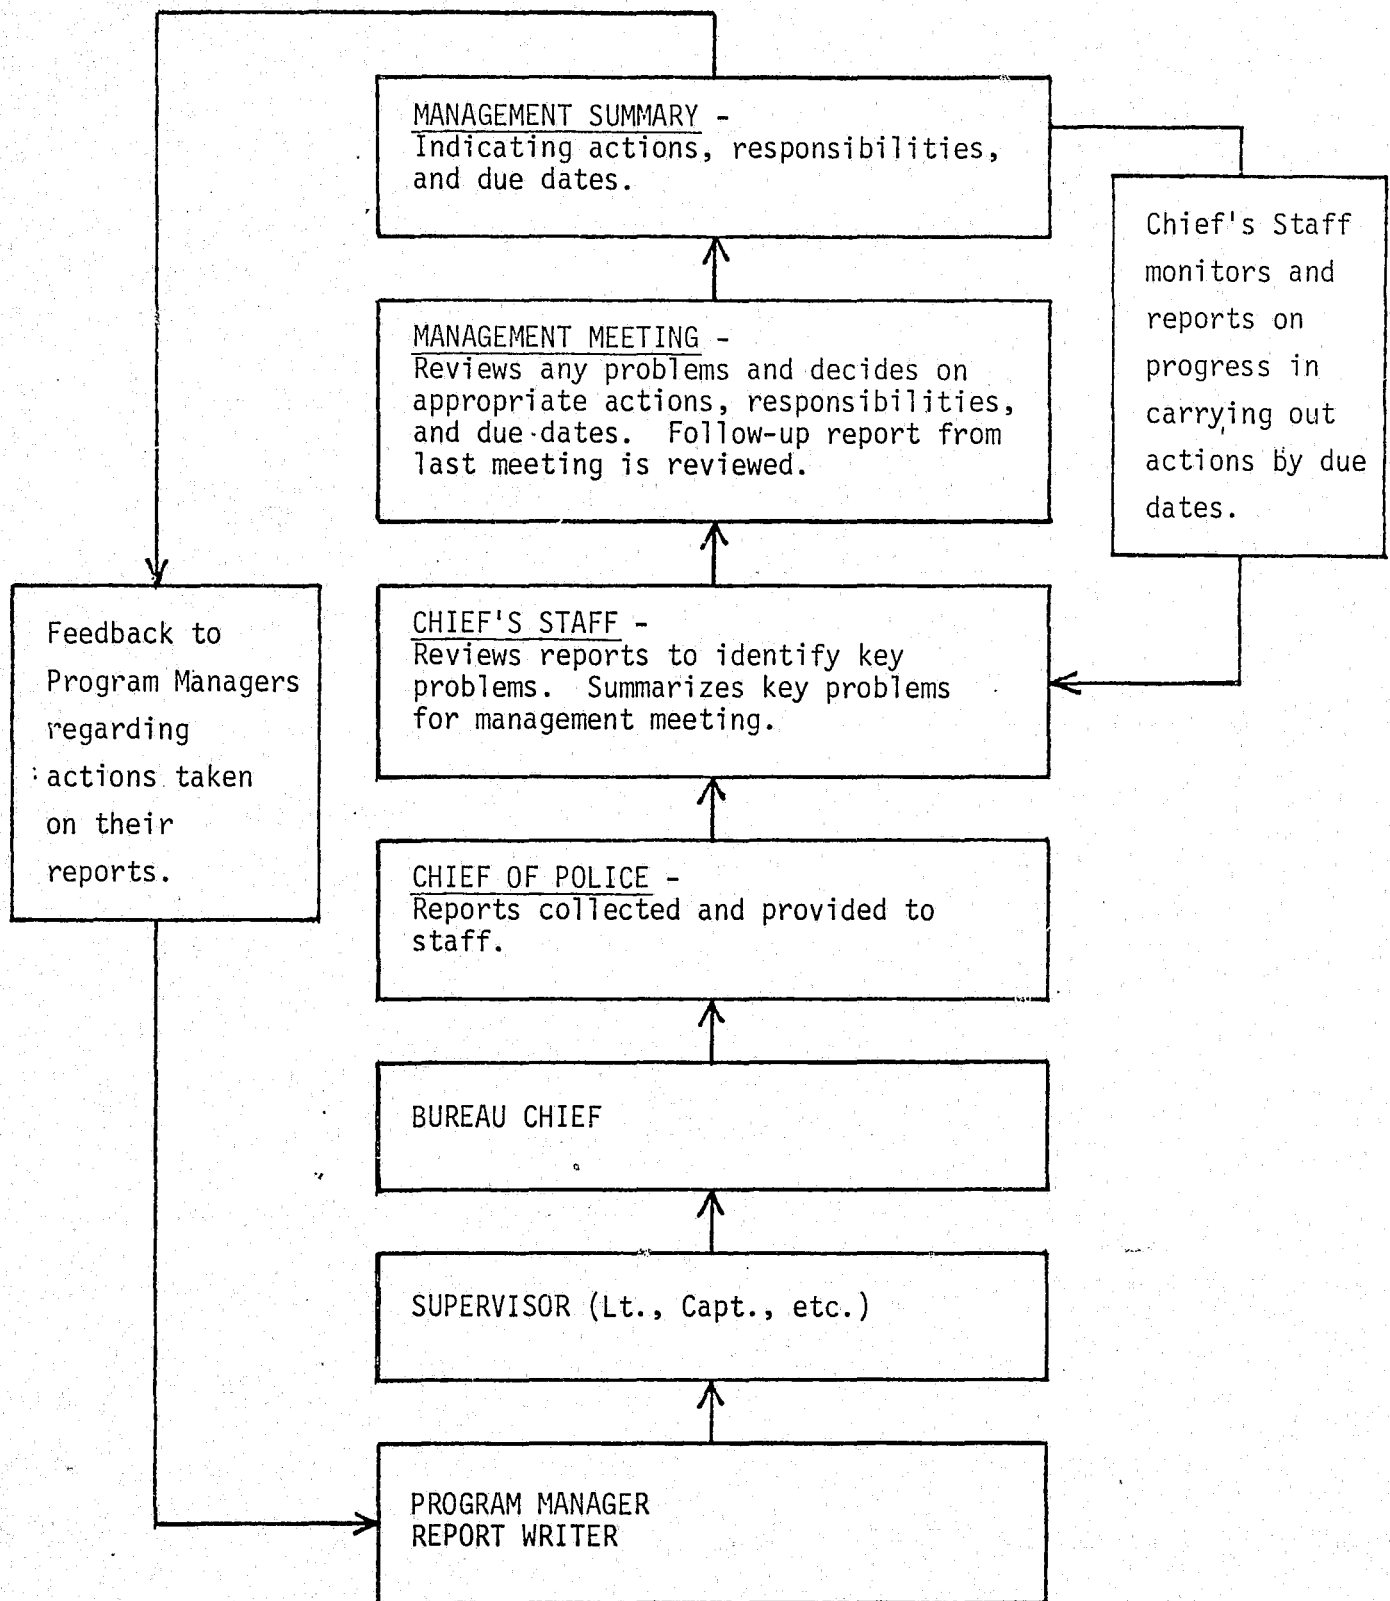 MANAGEMENT SUMMARY -
Indicating actions, responsibilities,
and due dates.
Chief's Staff
monitors and
reports on
progress in
carrying out
actions by due
dates.
MANAGEMENT MEETING -
Reviews any problems and decides on
appropriate actions, responsibilities,
and due dates.  Follow-up report from
last meeting is reviewed.
Feedback to
Program Managers
regarding
actions taken
on their
reports.
CHIEF'S STAFF -
Reviews reports to identify key
problems.  Summarizes key problems
for management meeting.
CHIEF OF POLICE -
Reports collected and provided to
staff.
BUREAU CHIEF
SUPERVISOR (Lt., Capt., etc.)
PROGRAM MANAGER
REPORT WRITER